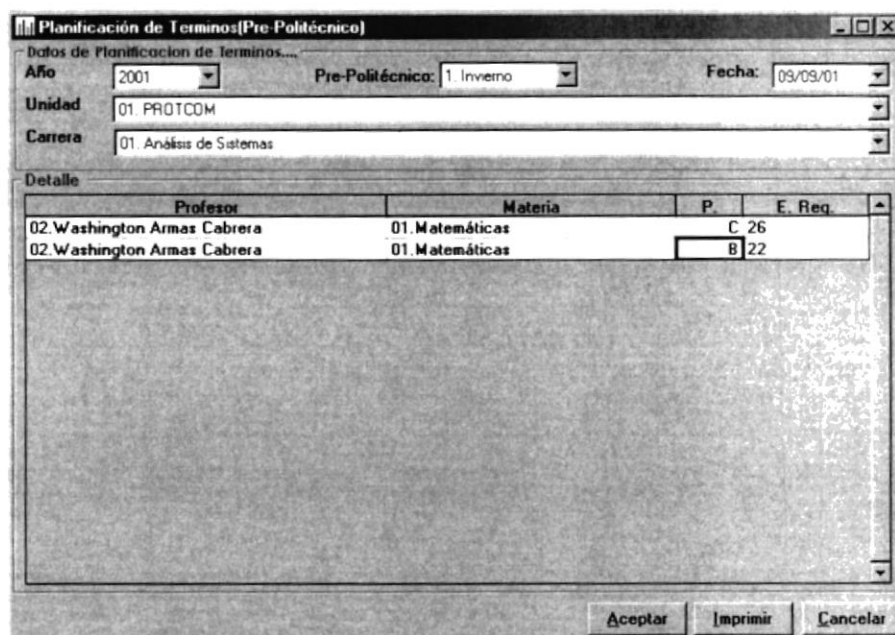 Planificación de Terminos(Pre-Politécnico)
Datos de Planificacion de Terminos....
Año 2001 Pre-Politécnico: 1. Invierno Fecha: 09/09/01
Unidad 01. PROTCOM
Carrera 01. Análisis de Sistemas
Detalle
Profesor Materia P. E. Req.
02.Washington Armas Cabrera 01.Matemáticas C 26
02.Washington Armas Cabrera 01.Matemáticas B 22
Aceptar Imprimir Cancelar